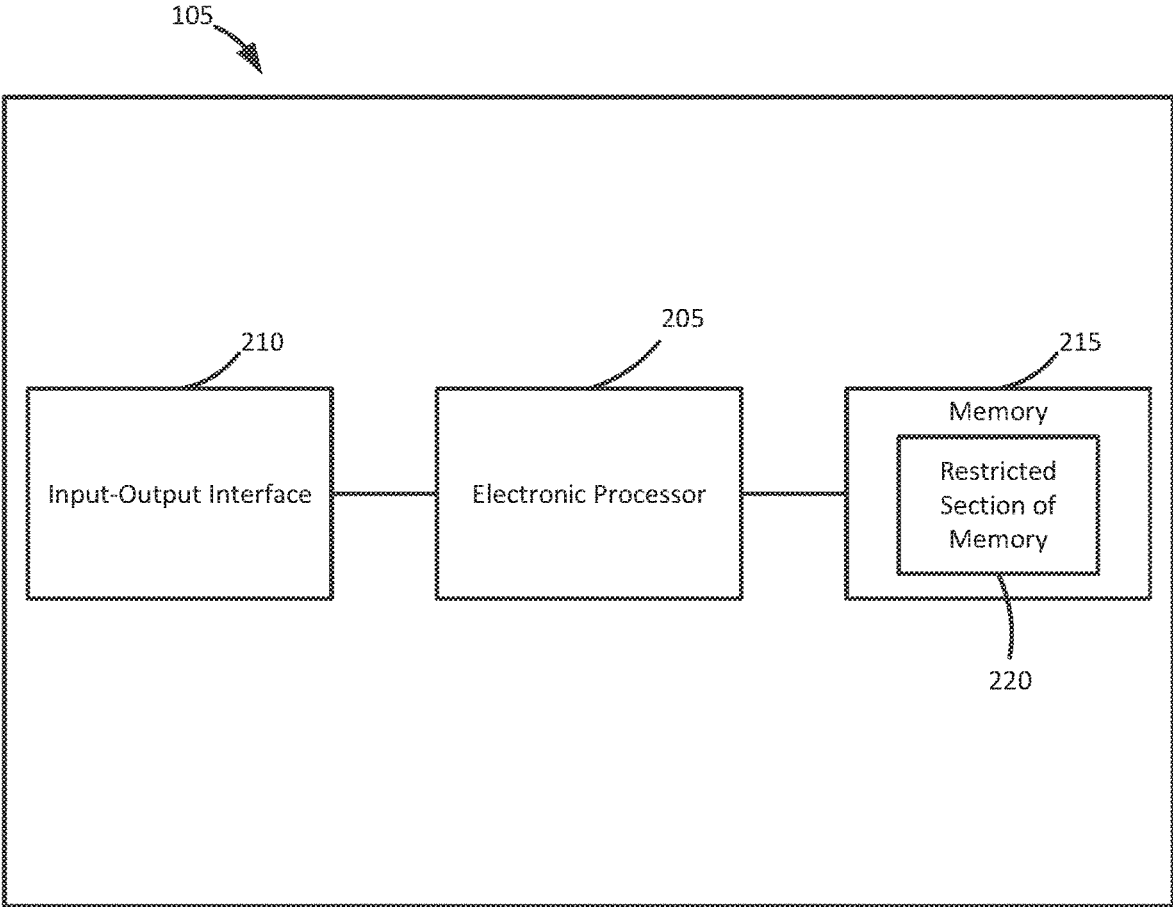 105
210
205
215
Input-Output Interface
Electronic Processor
Memory
Restricted
Section of
Memory
220